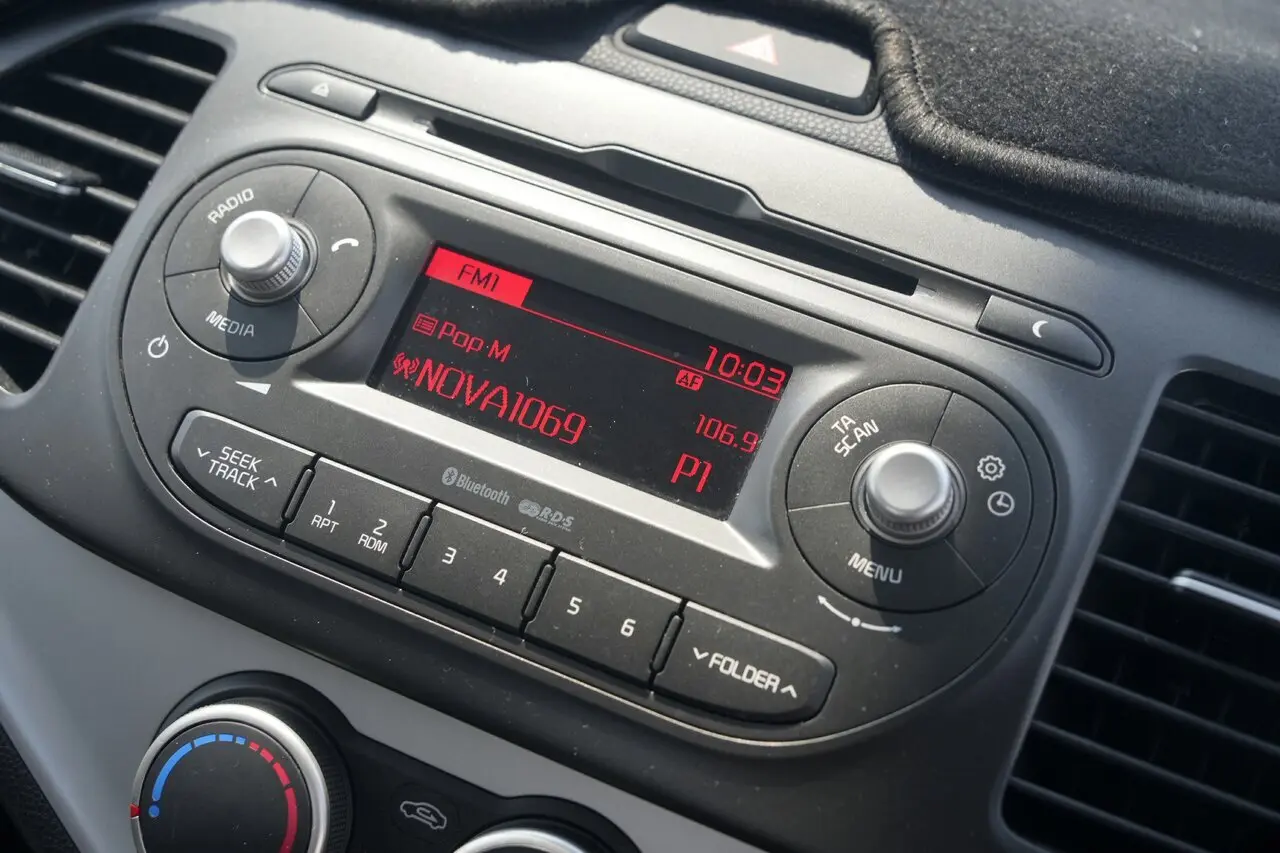 RADIO
MEDIA
FM1
10:03
Pop M
AF
NOVA1069
106.9
P1
TA
SCAN
MENU
Bluetooth
R·D·S
SEEK
TRACK
1
RPT
2
RDM
3
4
5
6
FOLDER